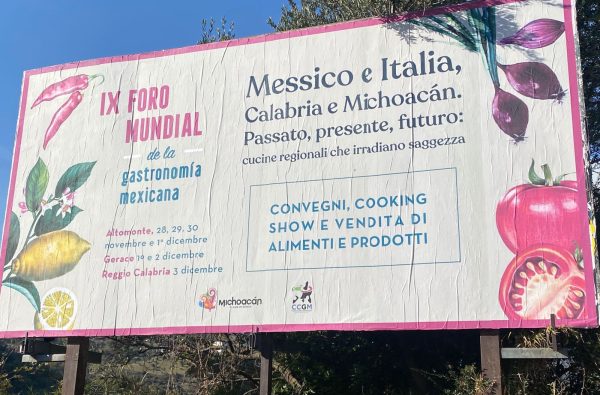 IX FORO
MUNDIAL
de la
gastronomía
mexicana
Altomonte, 28, 29, 30
novembre e 1º dicembre
Gerace 1º e 2 dicembre
Reggio Calabria 3 dicembre
Messico e Italia,
Calabria e Michoacán.
Passato, presente, futuro:
cucine regionali che irradiano saggezza
CONVEGNI, COOKING
SHOW E VENDITA DI
ALIMENTI E PRODOTTI
Michoacán
CCGM